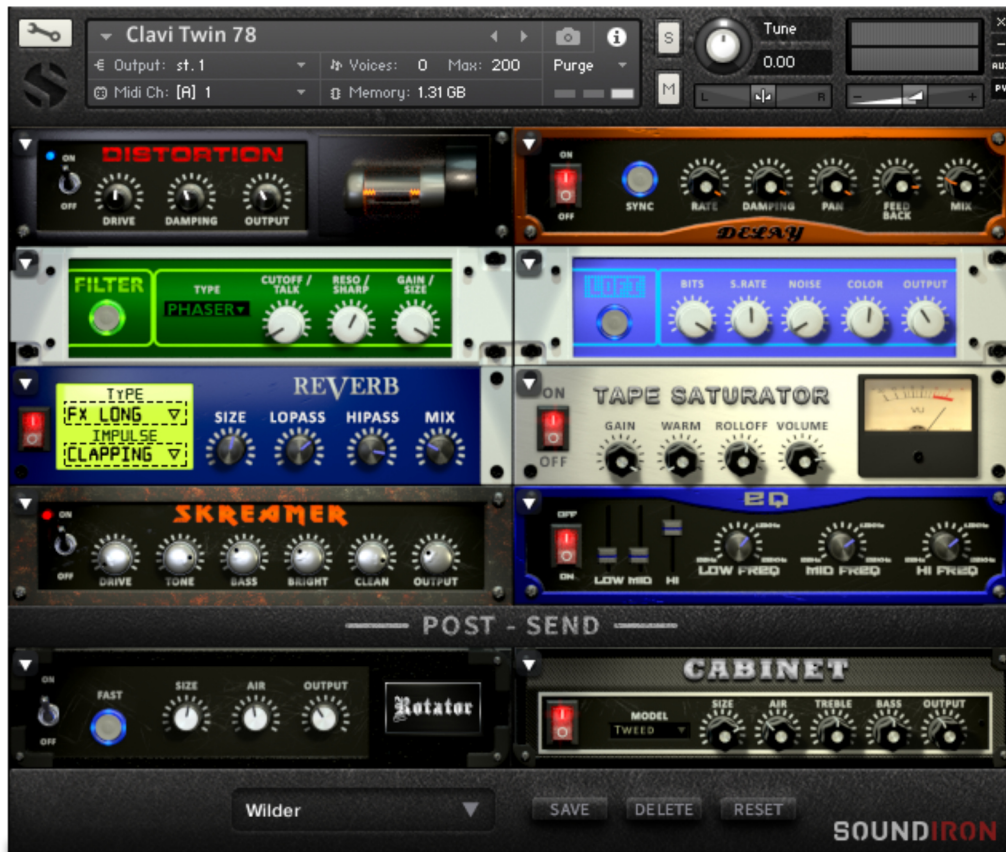 Clavi Twin 78
Output: st.1
Voices: 0 Max: 200
Purge
Midi Ch: [A] 1
Memory: 1.31 GB
S
M
Tune
0.00
L R
- +
AUX
PV
DISTORTION
ON
OFF
DRIVE DAMPING OUTPUT
ON
OFF
SYNC RATE DAMPING PAN FEED BACK MIX
DELAY
FILTER
TYPE
PHASER
CUTOFF / TALK
RESO / SHARP
GAIN / SIZE
LOFI
BITS S.RATE NOISE COLOR OUTPUT
TYPE
FX LONG
IMPULSE
CLAPPING
REVERB
SIZE LOPASS HIPASS MIX
ON
OFF
TAPE SATURATOR
GAIN WARM ROLLOFF VOLUME
VU
SKREAMER
ON
OFF
DRIVE TONE BASS BRIGHT CLEAN OUTPUT
EQ
OFF
ON
LOW MID HI
LOW FREQ MID FREQ HI FREQ
POST - SEND
ON
OFF
FAST
SIZE AIR OUTPUT
Rotator
CABINET
MODEL
TWEED
SIZE AIR TREBLE BASS OUTPUT
Wilder
SAVE DELETE RESET
SOUNDIRON